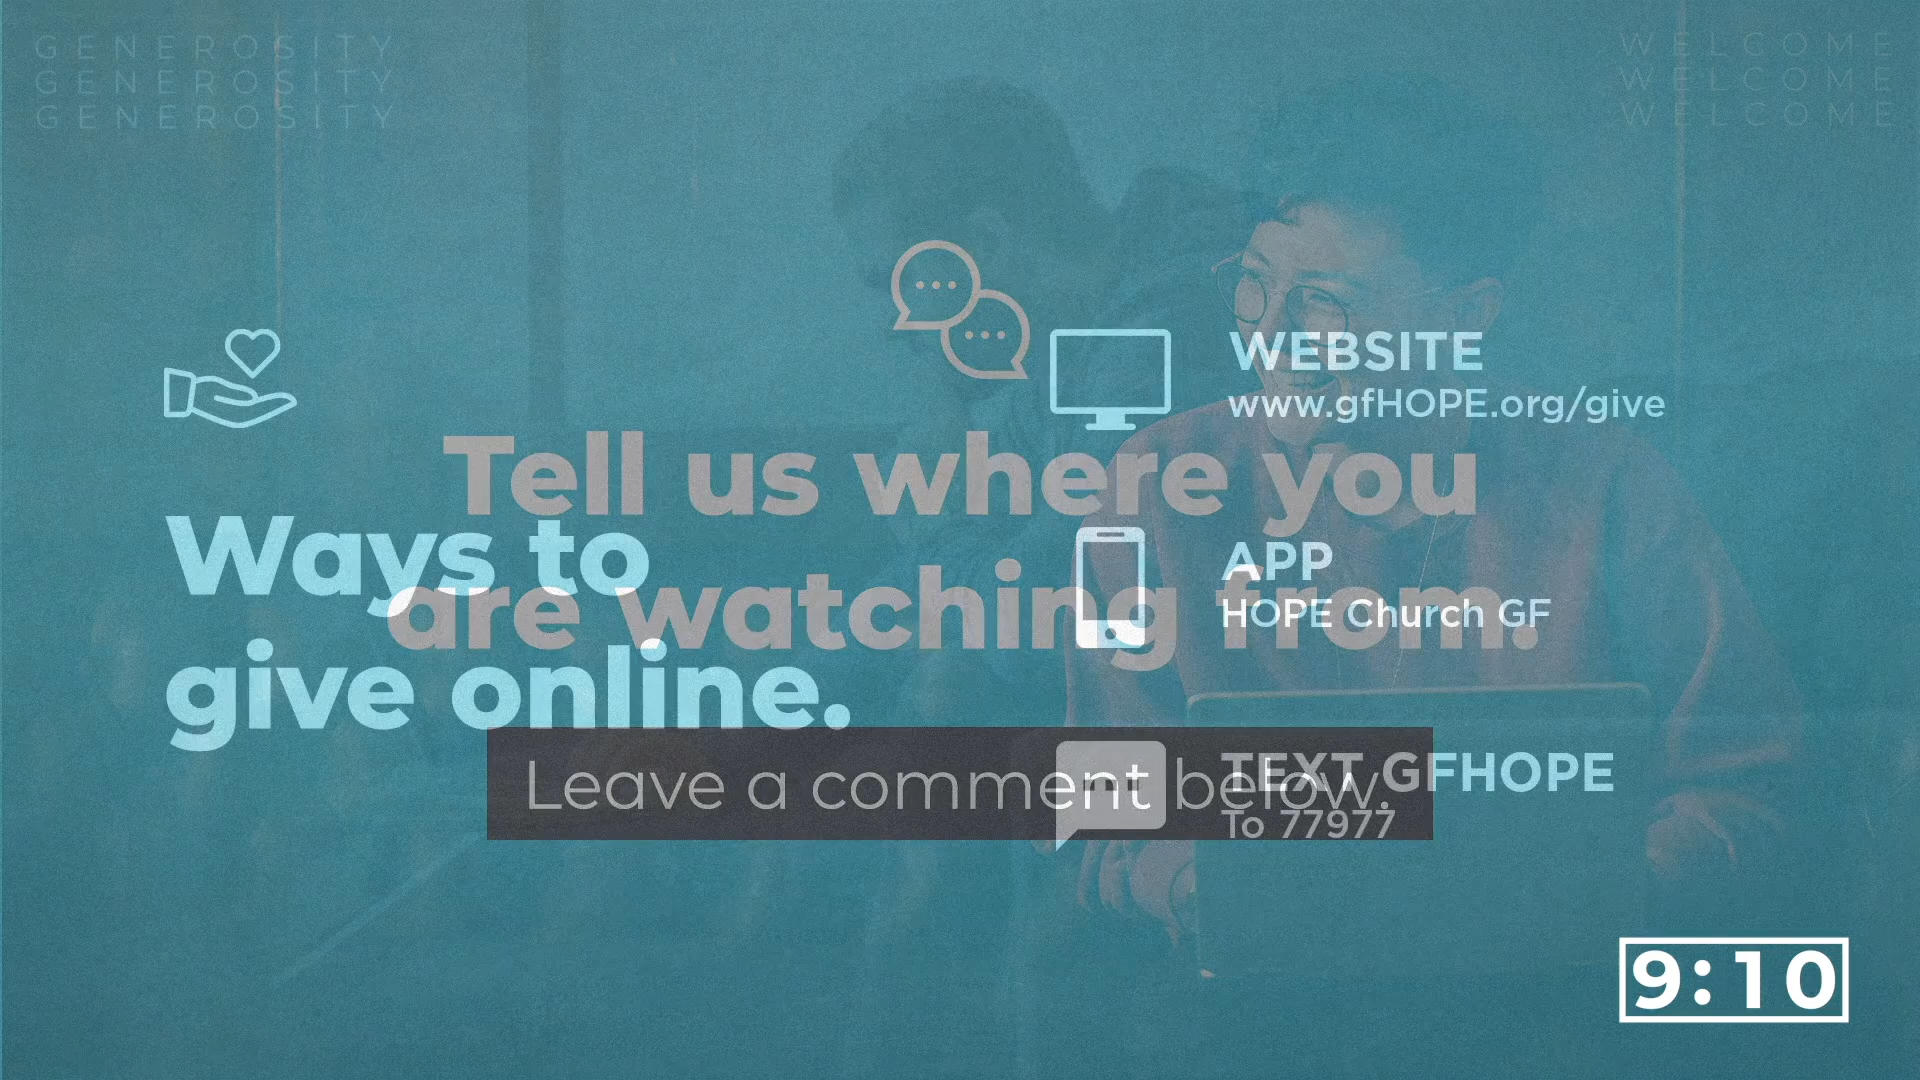 GENEROSITY
GENEROSITY
GENEROSITY
WELCOME
WELCOME
WELCOME
Tell us where you
are watching from.
Leave a comment below.
Ways to
give online.
WEBSITE
www.gfHOPE.org/give
APP
HOPE Church GF
TEXT GFHOPE
To 77977
9:10